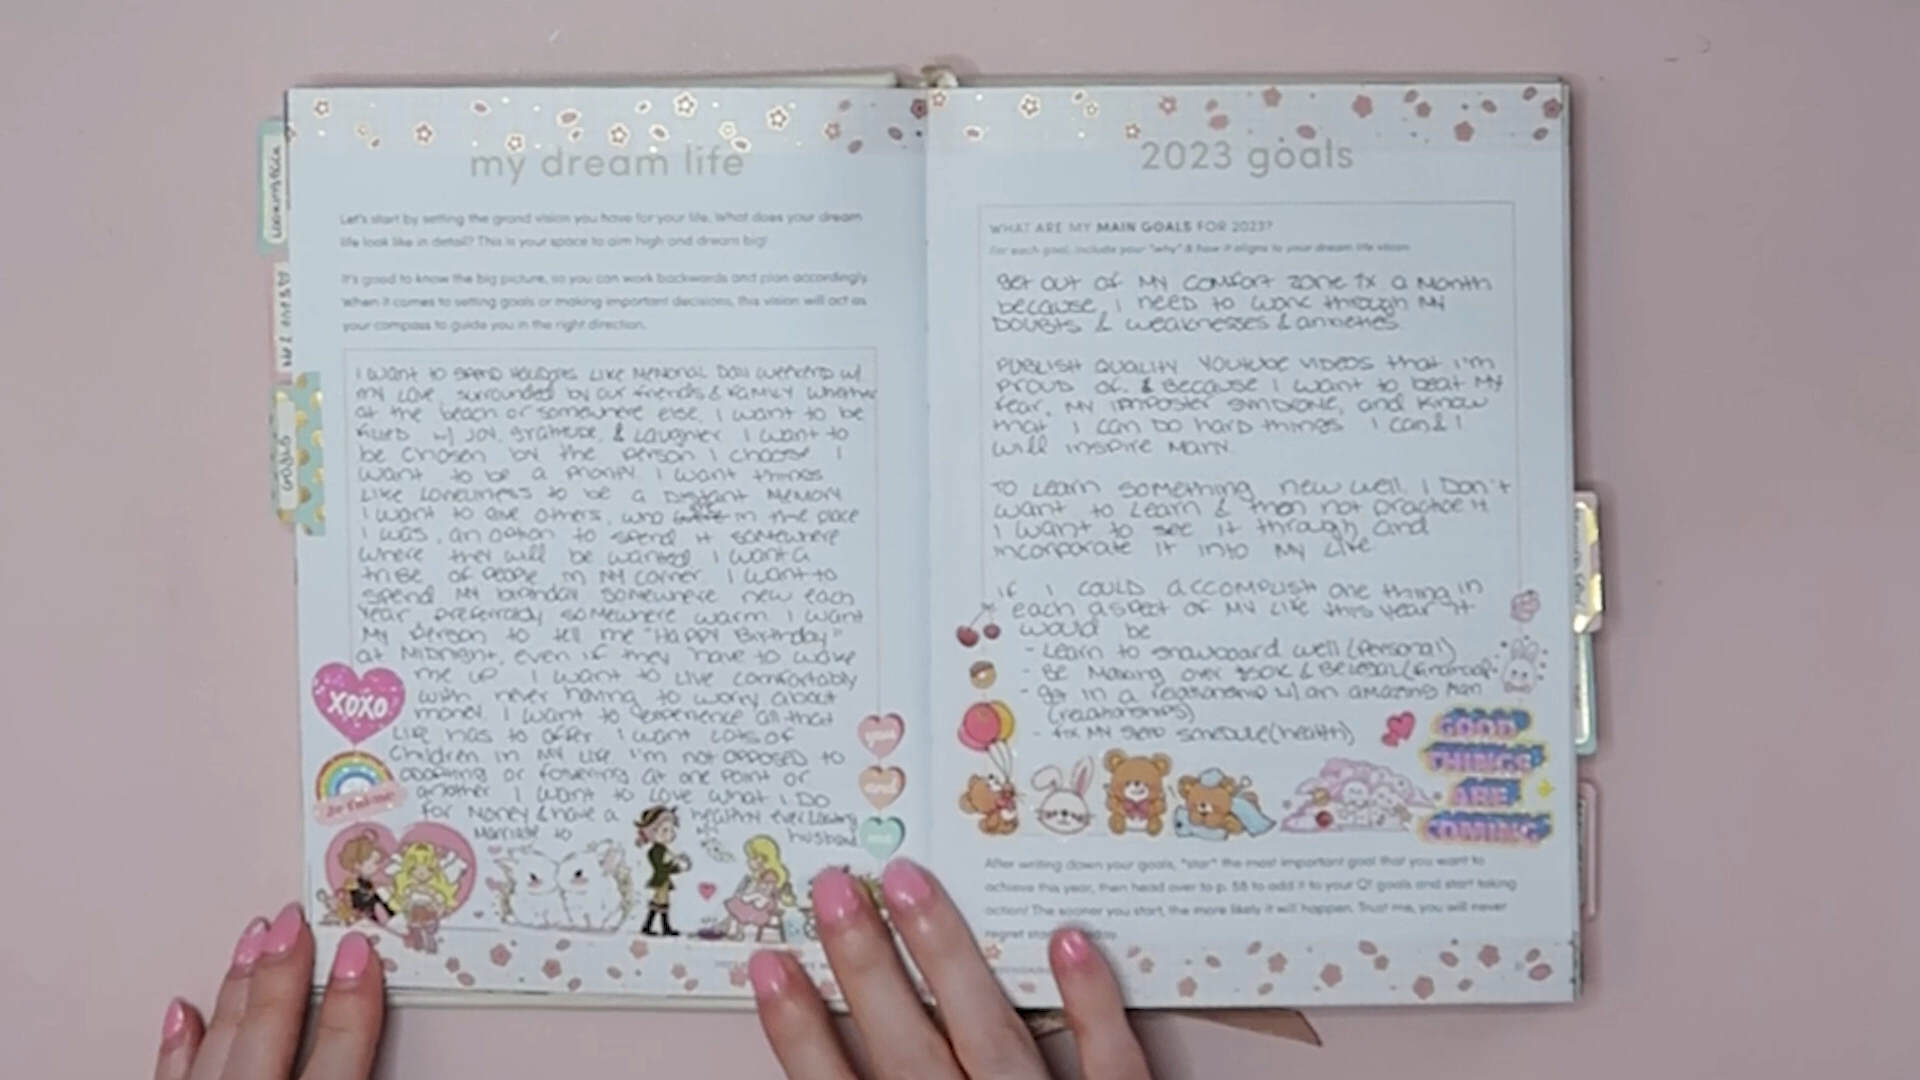 my dream life
Let's start by setting the grand vision you have for your life. What does your dream
life look like in detail? This is your space to aim high and dream big!
It's good to know the big picture, so you can work backwards and plan accordingly.
When it comes to setting goals or making important decisions, this vision will act as
your compass to guide you in the right direction.
I want to spend holidays like Memorial Day weekend w/
my love, surrounded by our friends & family whether
at the beach or somewhere else. I want to be
filled w/ joy, gratitude, & laughter. I want to
be chosen by the person I choose. I
want to be a priority. I want things
like loneliness to be a distant memory
I want to give others, who in the place
I was, an option to spend it somewhere
where they will be wanted. I want a
tribe of people in my corner. I want to
spend my birthday somewhere new each
year, preferrably somewhere warm. I want
my person to tell me "Happy Birthday"
at midnight, even if they have to wake
me up. I want to live comfortably
with never having to worry about
money. I want to experience all that
life has to offer. I want lots of
children in my life I'm not opposed to
adopting or fostering at one point or
another. I want to love what I do
for money & have a healthy everlasting
marriage to husband
XOXO
you
and
me
2023 goals
WHAT ARE MY MAIN GOALS FOR 2023?
For each goal, include your "why" & how it aligns to your dream life vision
get out of my comfort zone 1x a month
because I need to work through my
doubts & weaknesses & anxieties.
Publish quality Youtube videos that I'm
proud of. & Because I want to beat my
fear, my imposter syndrome, and know
that I can do hard things. I can & I
will inspire many.
To learn something new well. I don't
want to learn & then not practice it
I want to see it through and
incorporate it into my life
if I could accomplish one thing in
each aspect of my life this year it
would be
- Learn to snowboard well (personal)
- Be making over &
- get in a relationship w/ an amazing man
(relationships)
- fix my sleep schedule (health)
GOOD
THINGS
ARE
COMING
After writing down your goals, "star" the most important goal that you want to
achieve this year, then head over to p. 58 to add it to your Q1 goals and start taking
action! The sooner you start, the more likely it will happen. Trust me, you will never
regret
goals